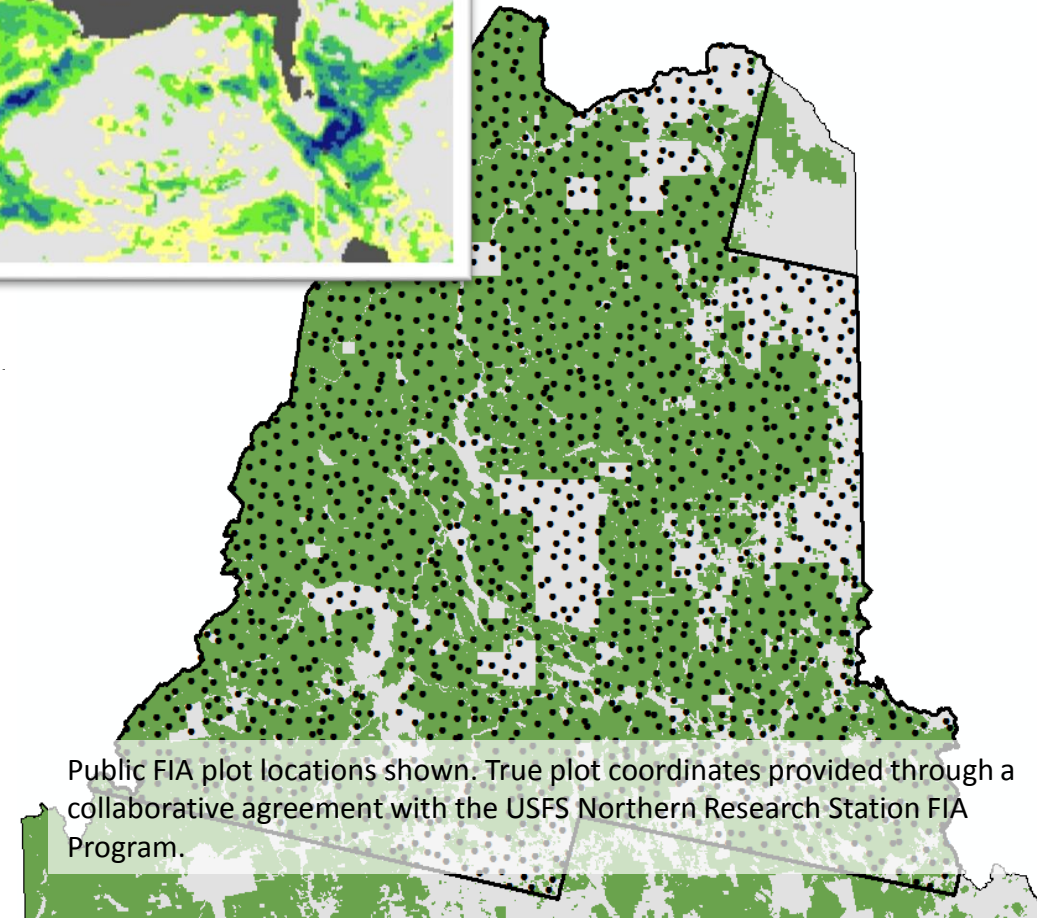 Public FIA plot locations shown. True plot coordinates provided through a
collaborative agreement with the USFS Northern Research Station FIA
Program.